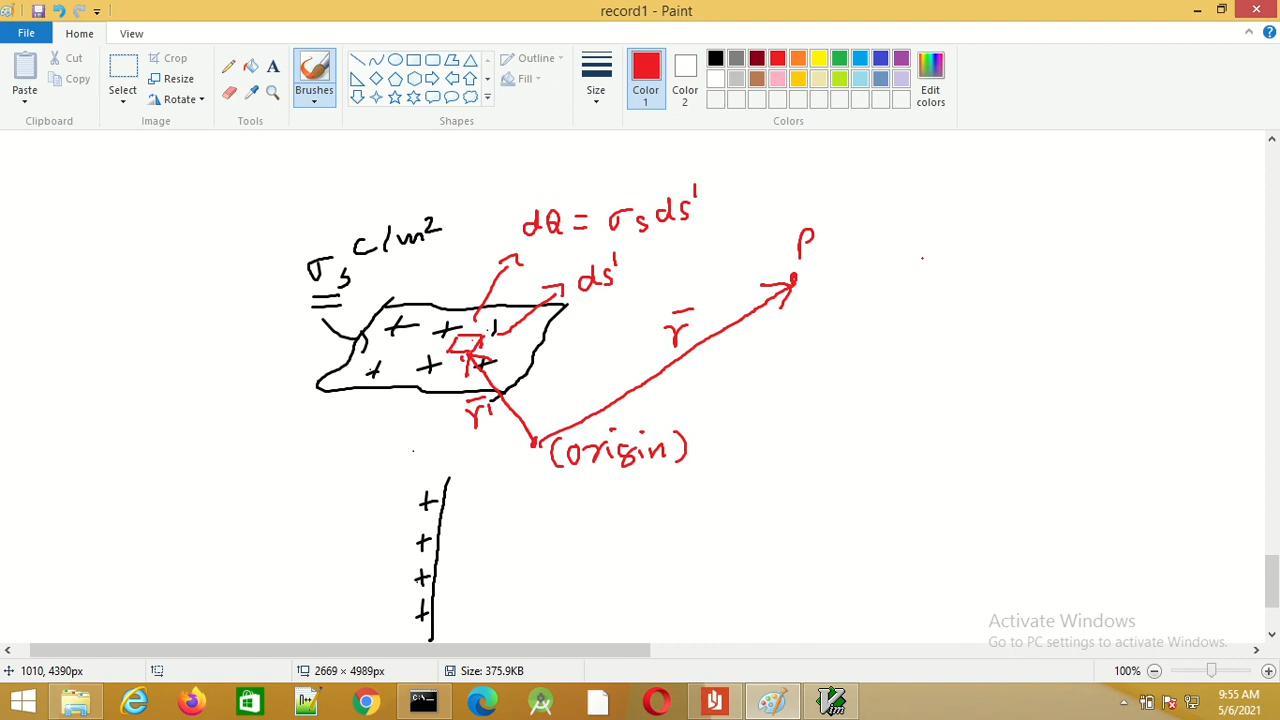 record1 - Paint
File
Home
View
Paste
Cut
Copy
Clipboard
Select
Crop
Resize
Rotate
Image
Tools
Brushes
Shapes
Outline
Fill
Size
Color 1
Color 2
Edit colors
Colors
dQ = σs ds'
σs C/m²
ds'
P
r̄
r̄'
(origin)
Activate Windows
Go to PC settings to activate Windows.
1010, 4390px
2669 × 4989px
Size: 375.9KB
100%
9:55 AM
5/6/2021